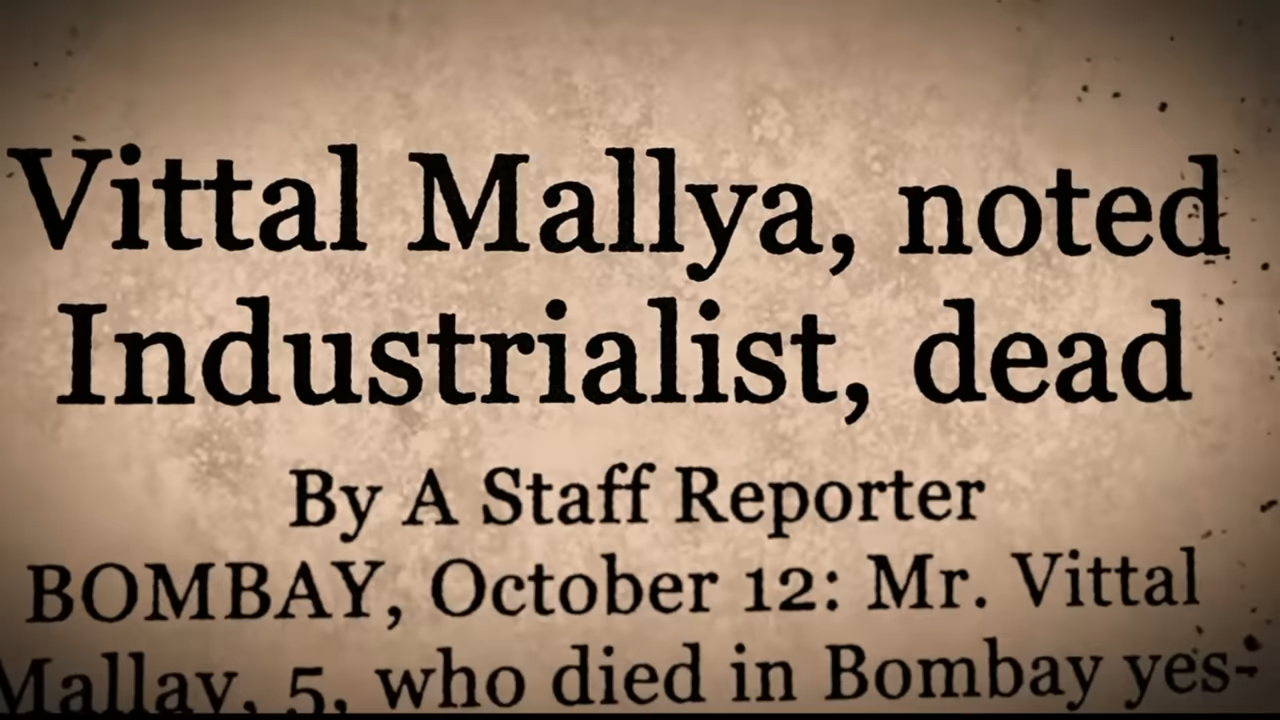 Vittal Mallya, noted
Industrialist, dead
By A Staff Reporter
BOMBAY, October 12: Mr. Vittal
Mallay, 5, who died in Bombay yes-